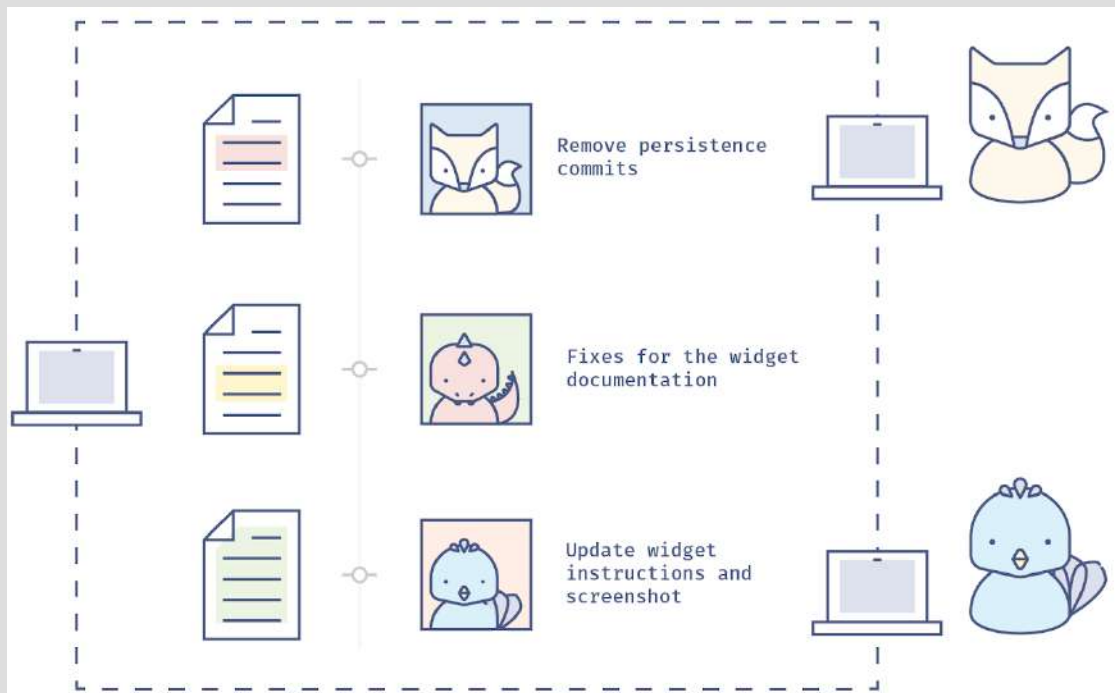 Remove persistence
commits
Fixes for the widget
documentation
Update widget
instructions and
screenshot